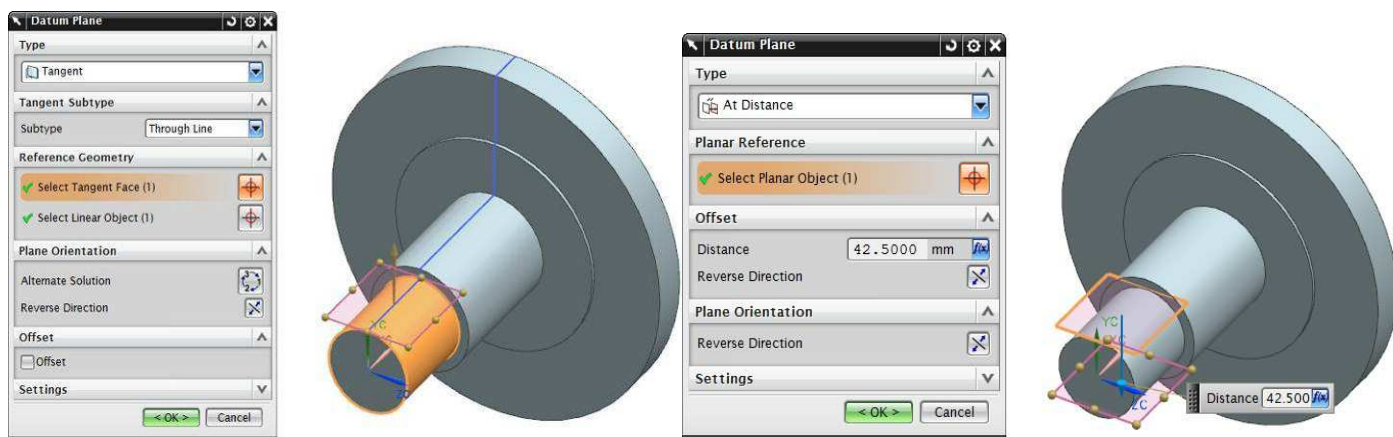 Datum Plane
Type
Tangent
Tangent Subtype
Subtype Through Line
Reference Geometry
Select Tangent Face (1)
Select Linear Object (1)
Plane Orientation
Alternate Solution
Reverse Direction
Offset
Offset
Settings
< OK > Cancel
YC
ZC
Datum Plane
Type
At Distance
Planar Reference
Select Planar Object (1)
Offset
Distance 42.5000 mm
Reverse Direction
Plane Orientation
Reverse Direction
Settings
< OK > Cancel
YC
XC
ZC
Distance 42.500